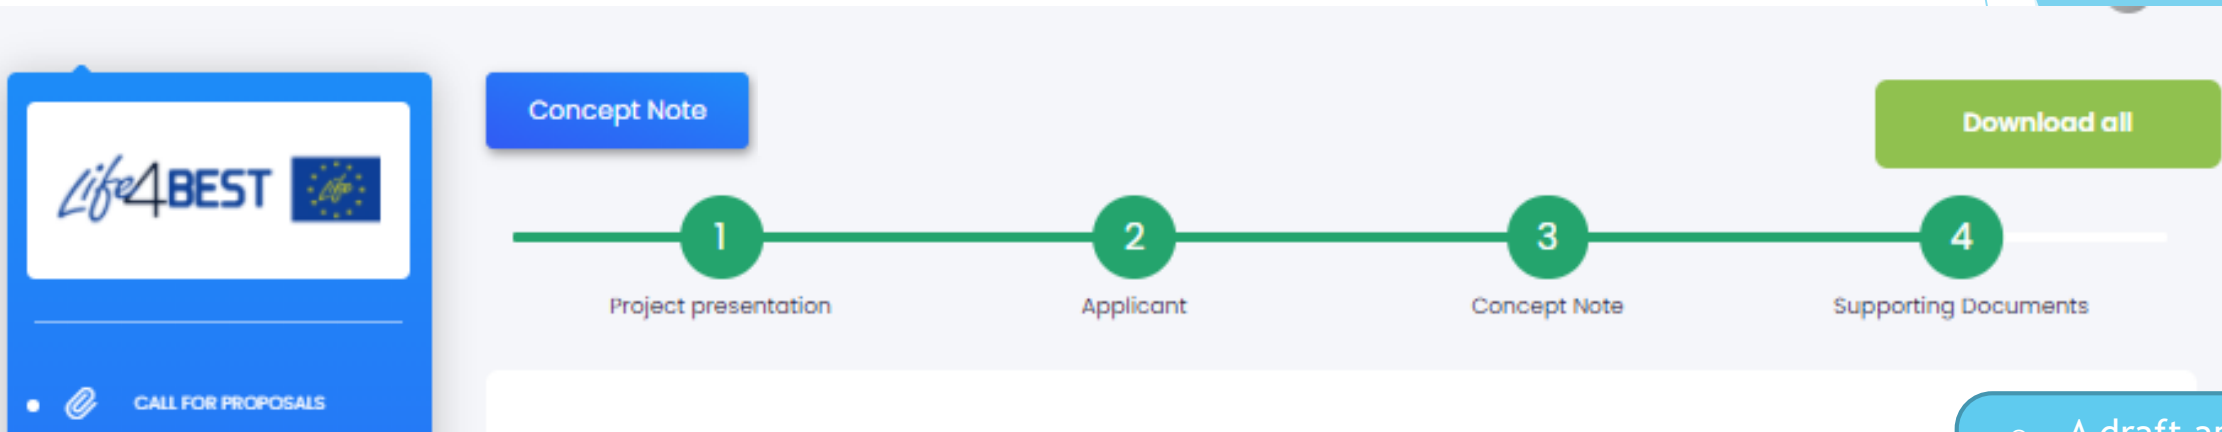 Concept Note
Download all
Life4BEST
Life
1
2
3
4
Project presentation
Applicant
Concept Note
Supporting Documents
CALL FOR PROPOSALS
A draft